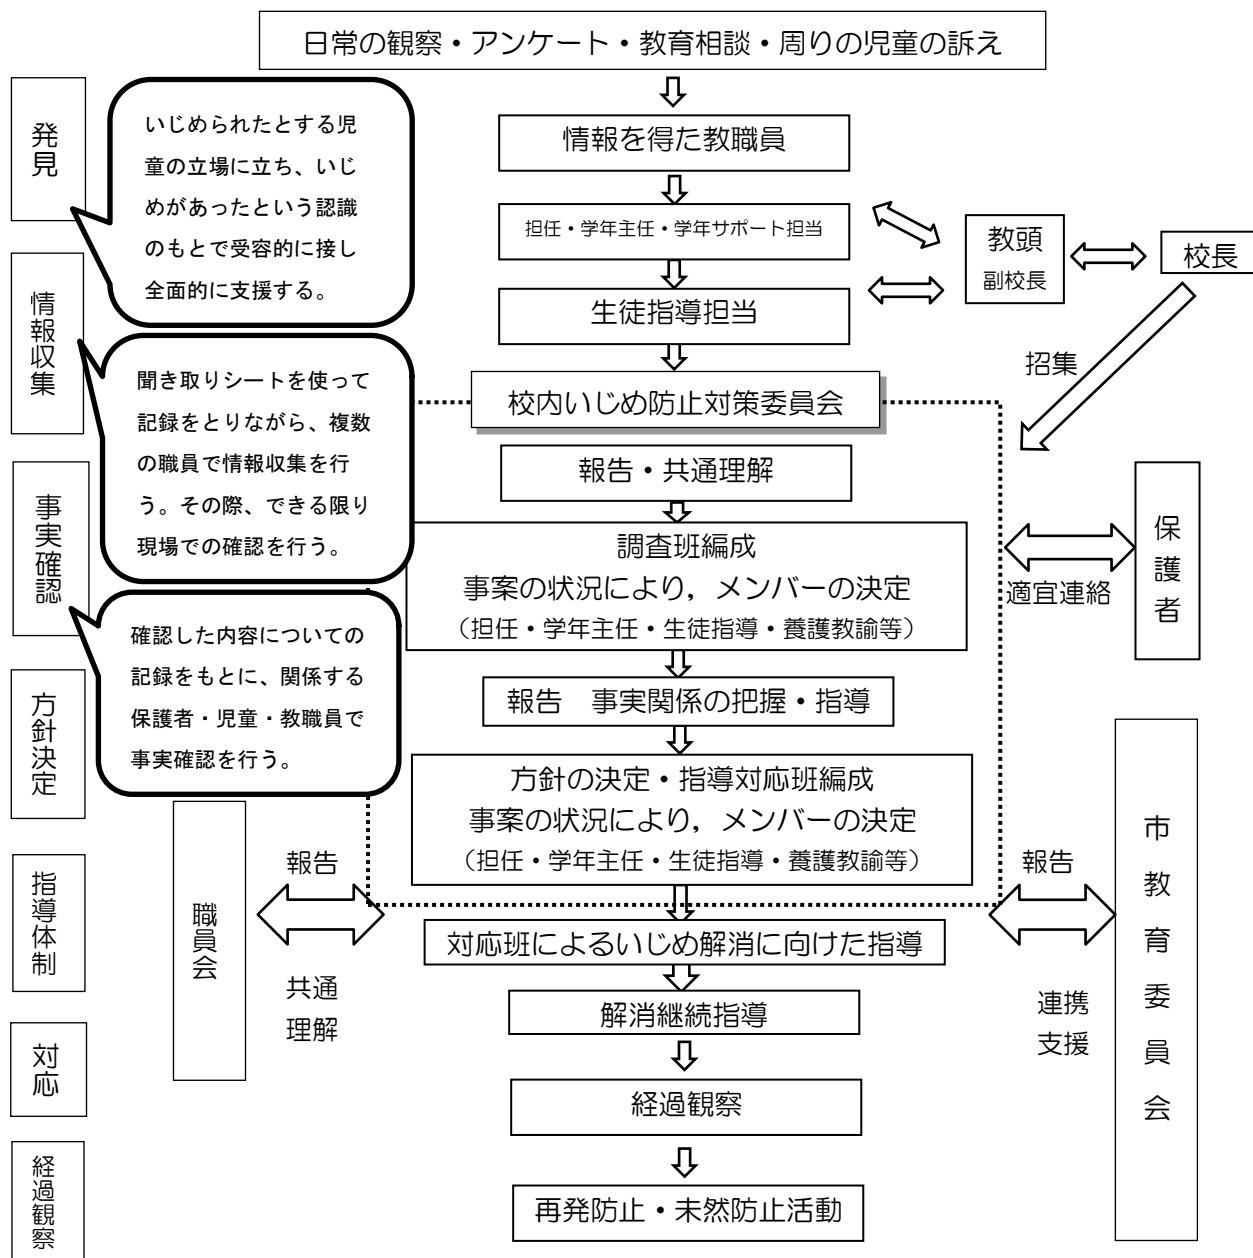 日常の観察・アンケート・教育相談・周りの児童の訴え
発見
いじめられたとする児
童の立場に立ち、いじ
めがあったという認識
のもとで受容的に接し
全面的に支援する。
情報を得た教職員
担任・学年主任・学年サポート担当
教頭
副校長
校長
生徒指導担当
情報収集
招集
聞き取りシートを使って
記録をとりながら、複数
の職員で情報収集を行
う。その際、できる限り
現場での確認を行う。
校内いじめ防止対策委員会
報告・共通理解
事実確認
調査班編成
事案の状況により，メンバーの決定
（担任・学年主任・生徒指導・養護教諭等）
保護者
適宜連絡
確認した内容についての
記録をもとに、関係する
保護者・児童・教職員で
事実確認を行う。
報告　事実関係の把握・指導
方針決定
方針の決定・指導対応班編成
事案の状況により，メンバーの決定
（担任・学年主任・生徒指導・養護教諭等）
指導体制
職員会
報告
共通
理解
報告
連携
支援
市教育委員会
対応班によるいじめ解消に向けた指導
解消継続指導
対応
経過観察
経過観察
再発防止・未然防止活動